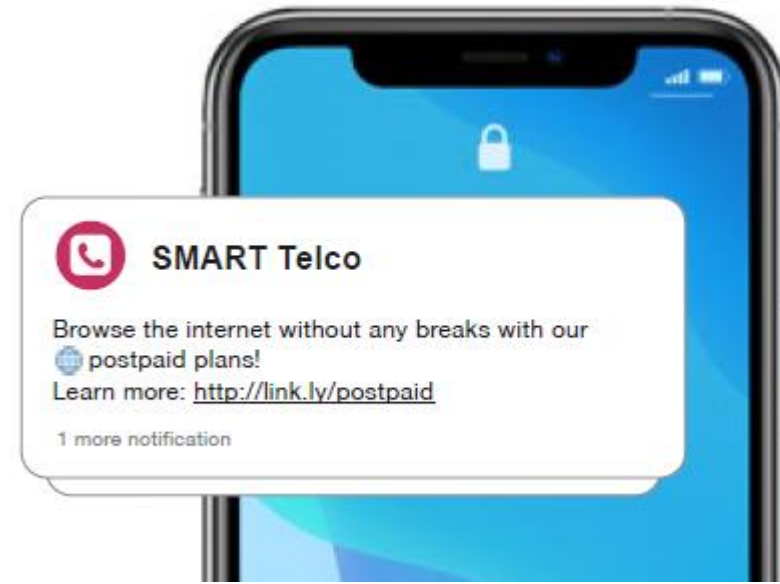 SMART Telco
Browse the internet without any breaks with our
🌐 postpaid plans!
Learn more: http://link.ly/postpaid
1 more notification